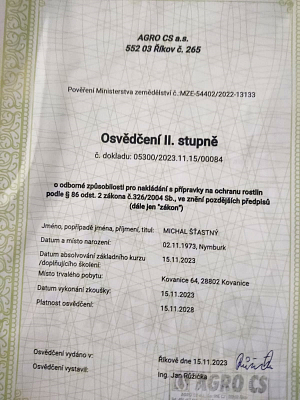 AGRO CS a.s.
552 03 Říkov č. 265
Pověření Ministerstva zemědělství č. MZE-54402/2022-13133
Osvědčení II. stupně
č. dokladu: 05300/2023.11.15/00084
o odborné způsobilosti pro nakládání s přípravky na ochranu rostlin
podle § 86 odst. 2 zákona č.326/2004 Sb., ve znění pozdějších předpisů
(dále jen "zákon")
Jméno, popřípadě jména, příjmení, titul: MICHAL ŠŤASTNÝ
Datum a místo narození: 02.11.1973, Nymburk
Datum absolvování základního kurzu 15.11.2023
/doplňujícího školení:
Místo trvalého pobytu: Kovanice 64, 28802 Kovanice
Datum vykonání zkoušky: 15.11.2023
Platnost osvědčení: 15.11.2028
Osvědčení vydáno v: Říkově dne 15.11.2023
Osvědčení vystavil: Ing. Jan Růžička
AGRO CS